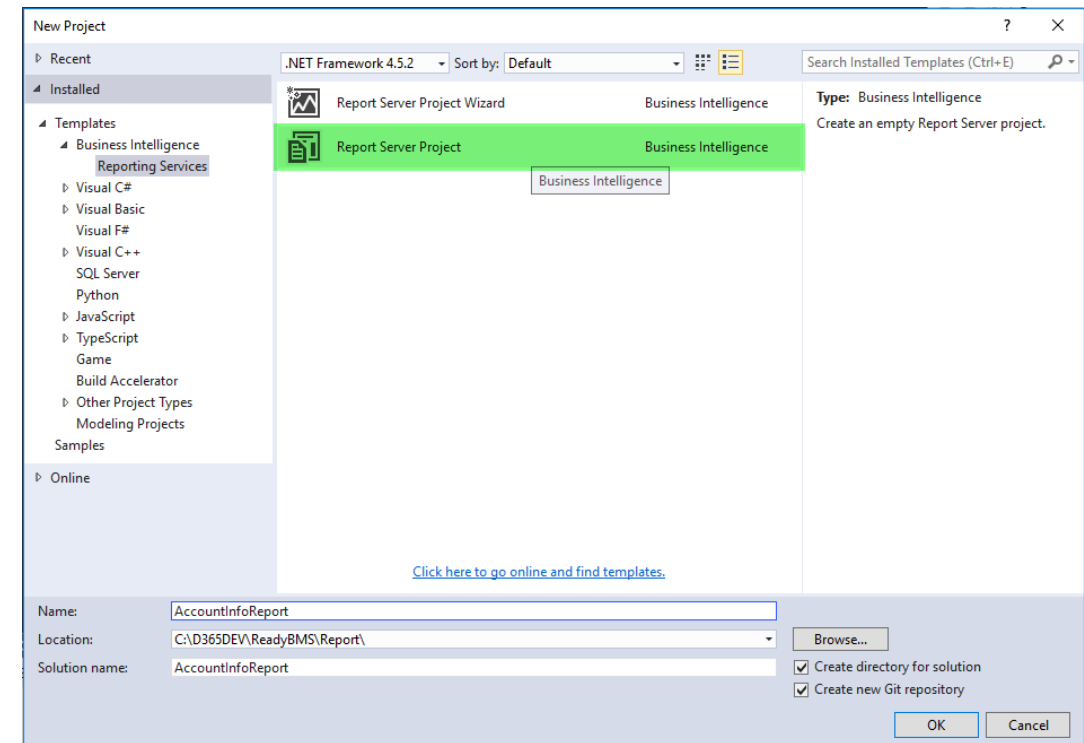 New Project
?
Recent
.NET Framework 4.5.2
Sort by:
Default
Search Installed Templates (Ctrl+E)
Installed
Templates
Business Intelligence
Reporting Services
Visual C#
Visual Basic
Visual F#
Visual C++
SQL Server
Python
JavaScript
TypeScript
Game
Build Accelerator
Other Project Types
Modeling Projects
Samples
Online
Report Server Project Wizard Business Intelligence
Report Server Project Business Intelligence
Business Intelligence
Click here to go online and find templates.
Type: Business Intelligence
Create an empty Report Server project.
Name: AccountInfoReport
Location: C:\D365DEV\ReadyBMS\Report\
Browse...
Solution name: AccountInfoReport
Create directory for solution
Create new Git repository
OK Cancel